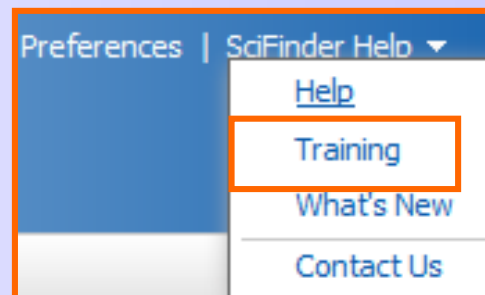 Preferences | SciFinder Help ▼
Help
Training
What's New
Contact Us